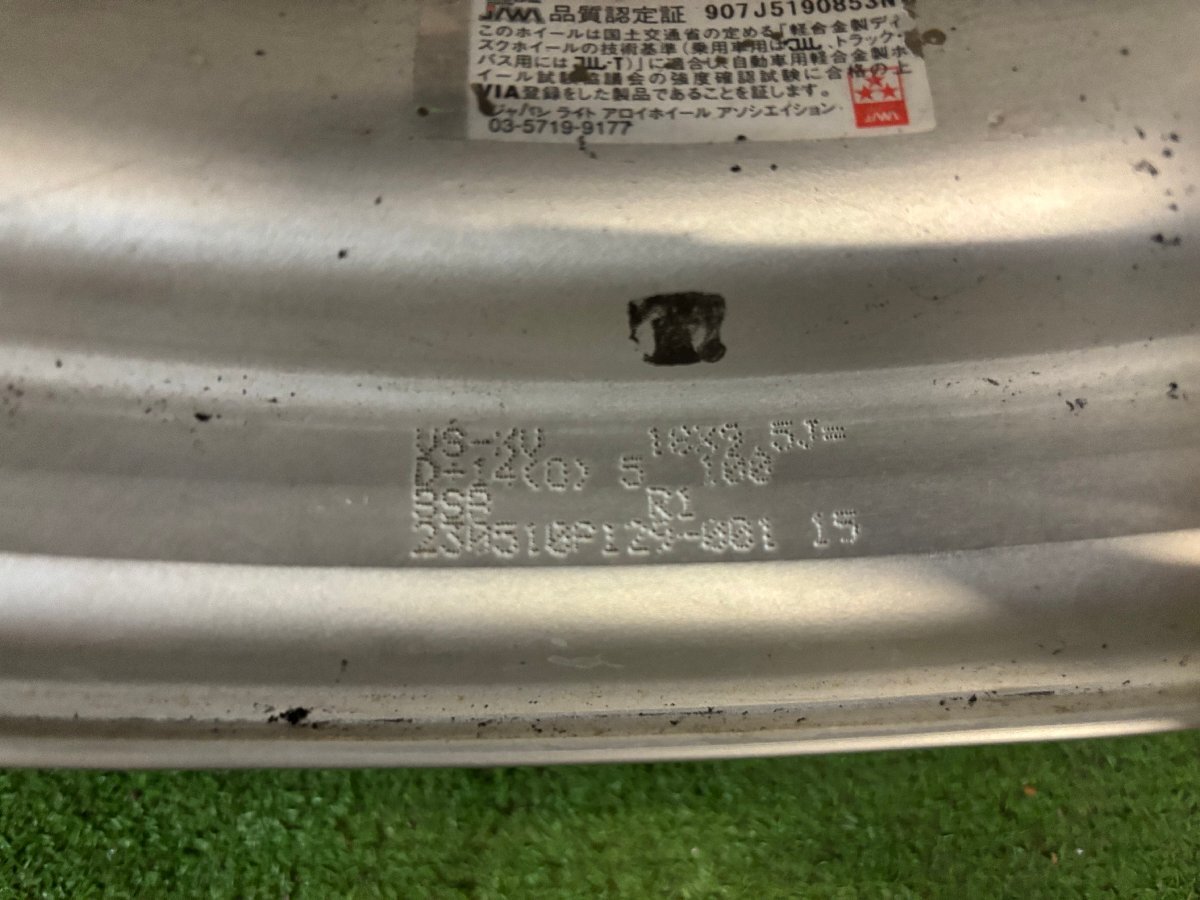 JAWA 品質認定証 907J5190853N
このホイールは国土交通省の定める「軽合金製ディ
スクホイールの技術基準(乗用車用はJWL、トラック・
バス用にはJWL-T)」に適合し、自動車用軽合金製ホ
イール試験協議会の強度確認試験に合格の上
VIA登録をした製品であることを証します。
ジャパン ライト アロイホイール アソシエイション
03-5719-9177
JAWA
5J=
D+14(0) 5 100
R1
230510P129-001 15